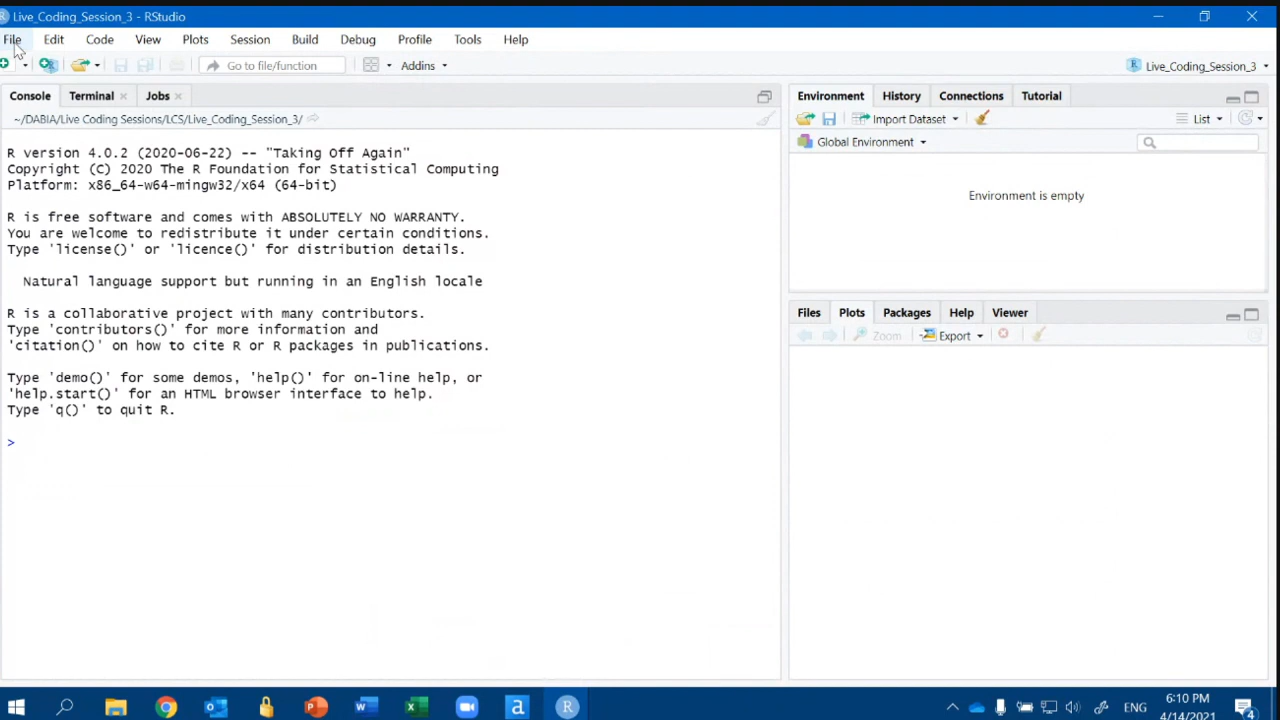 Live_Coding_Session_3 - RStudio
File Edit Code View Plots Session Build Debug Profile Tools Help
Go to file/function Addins Live_Coding_Session_3
Console Terminal Jobs
~/DABIA/Live Coding Sessions/LCS/Live_Coding_Session_3/
R version 4.0.2 (2020-06-22) -- "Taking Off Again"
Copyright (C) 2020 The R Foundation for Statistical Computing
Platform: x86_64-w64-mingw32/x64 (64-bit)
R is free software and comes with ABSOLUTELY NO WARRANTY.
You are welcome to redistribute it under certain conditions.
Type 'license()' or 'licence()' for distribution details.
Natural language support but running in an English locale
R is a collaborative project with many contributors.
Type 'contributors()' for more information and
'citation()' on how to cite R or R packages in publications.
Type 'demo()' for some demos, 'help()' for on-line help, or
'help.start()' for an HTML browser interface to help.
Type 'q()' to quit R.
>
Environment History Connections Tutorial
Import Dataset List
Global Environment
Environment is empty
Files Plots Packages Help Viewer
Zoom Export
ENG 6:10 PM
4/14/2021 4